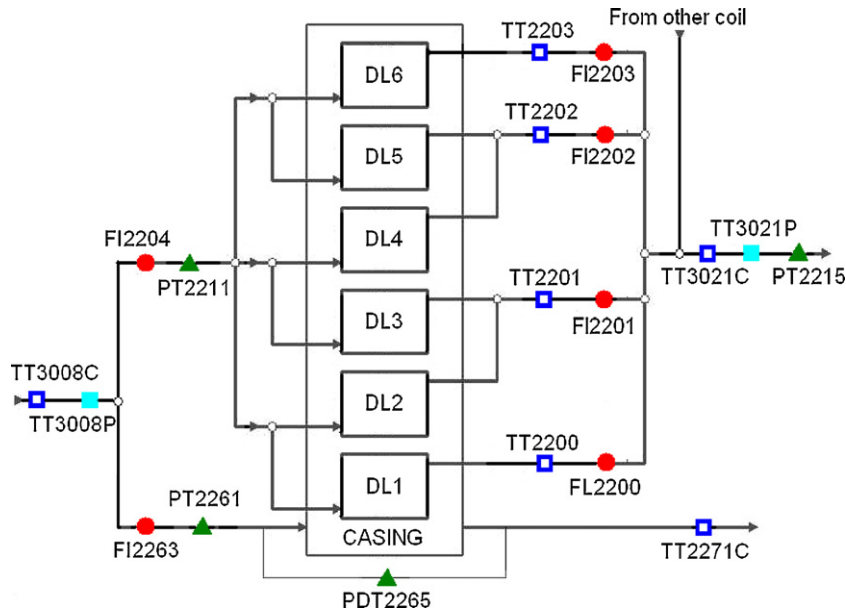 From other coil
TT2203
FI2203
DL6
TT2202
FI2202
DL5
DL4
FI2204
PT2211
TT3021P
TT3021C
PT2215
TT2201
FI2201
DL3
TT3008C
TT3008P
DL2
TT2200
FL2200
DL1
PT2261
FI2263
CASING
TT2271C
PDT2265